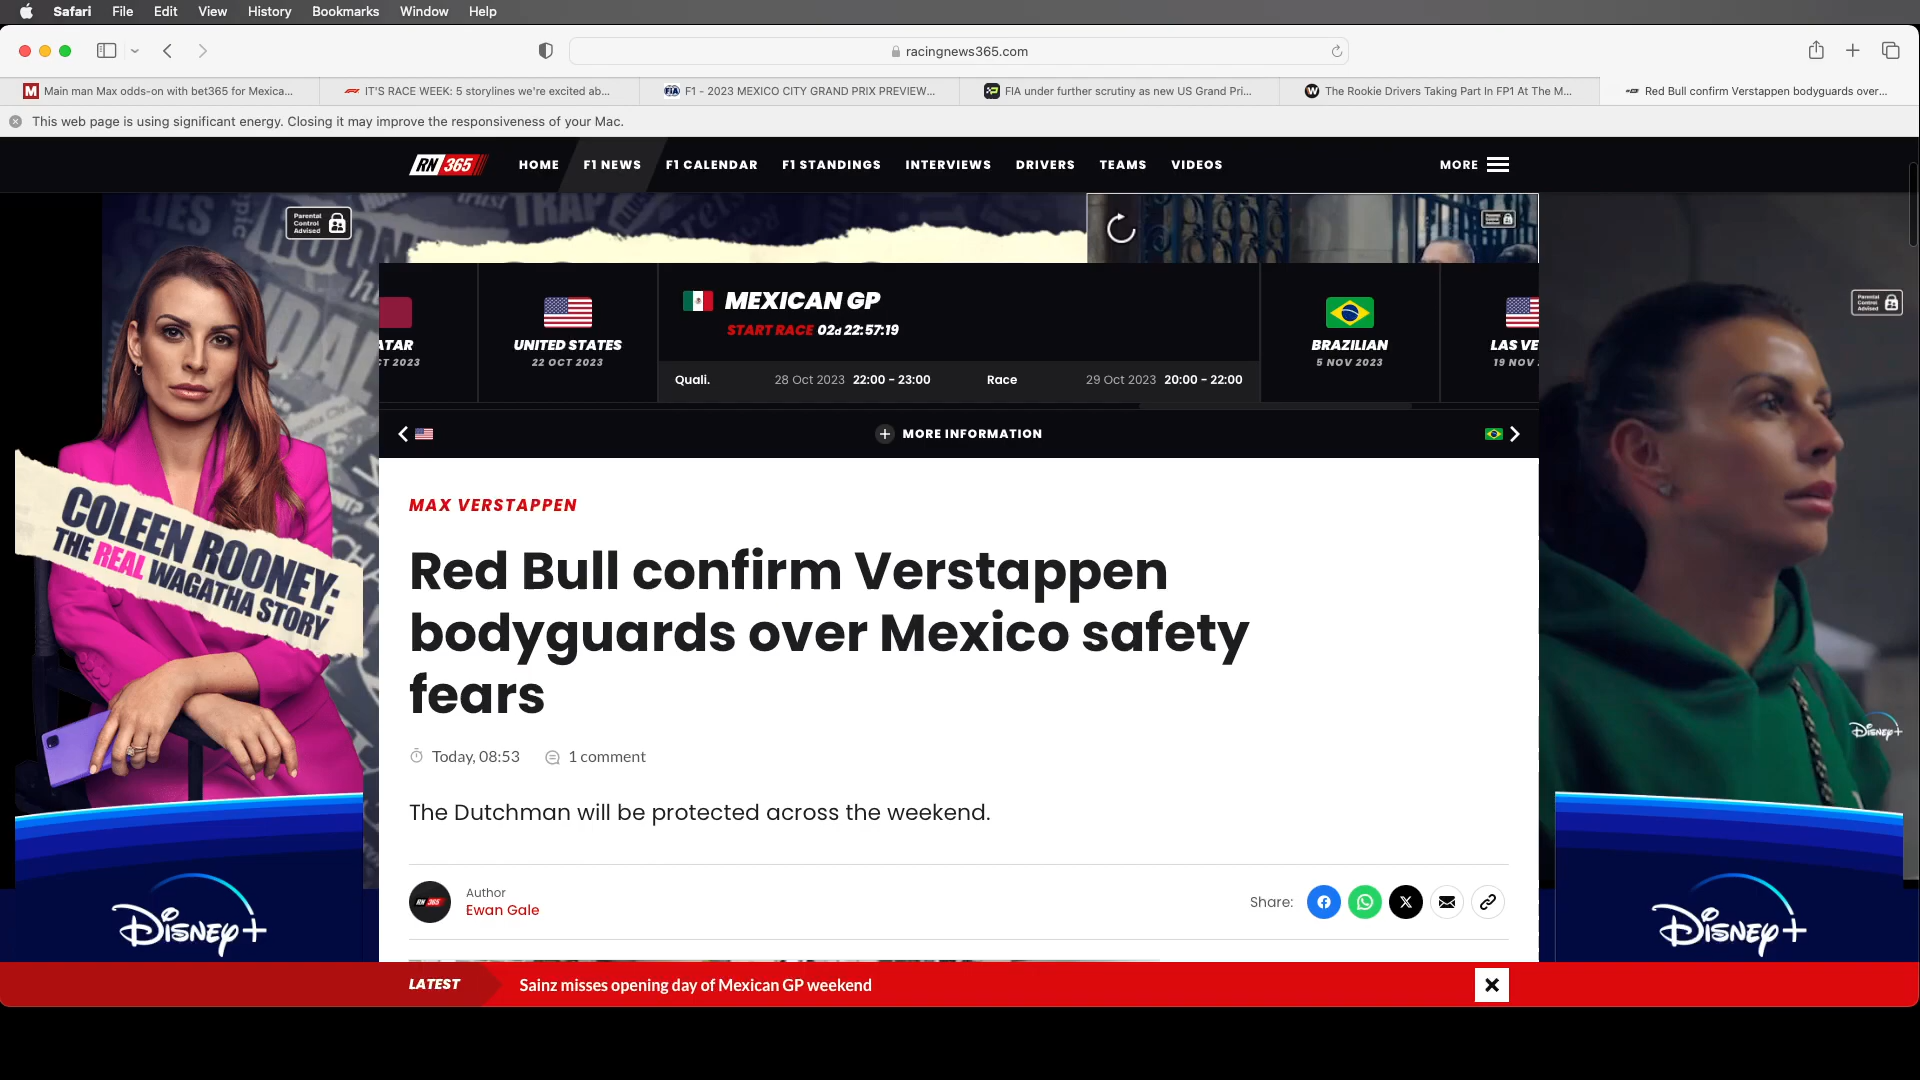 Safari File Edit View History Bookmarks Window Help
racingnews365.com
Main man Max odds-on with bet365 for Mexica...
IT'S RACE WEEK: 5 storylines we're excited ab...
F1 - 2023 MEXICO CITY GRAND PRIX PREVIEW...
FIA under further scrutiny as new US Grand Pri...
The Rookie Drivers Taking Part In FP1 At The M...
Red Bull confirm Verstappen bodyguards over...
This web page is using significant energy. Closing it may improve the responsiveness of your Mac.
RN 365 HOME F1 NEWS F1 CALENDAR F1 STANDINGS INTERVIEWS DRIVERS TEAMS VIDEOS MORE
LIES
TRAP
Parental
Control
Advised
ATAR
CT 2023
UNITED STATES
22 OCT 2023
MEXICAN GP
START RACE 02d 22:57:19
Quali. 28 Oct 2023 22:00 - 23:00 Race 29 Oct 2023 20:00 - 22:00
BRAZILIAN
5 NOV 2023
LAS VE
19 NOV
Parental
Control
Advised
MORE INFORMATION
MAX VERSTAPPEN
Red Bull confirm Verstappen
bodyguards over Mexico safety
fears
Today, 08:53 1 comment
The Dutchman will be protected across the weekend.
Author
Ewan Gale
Share:
COLEEN ROONEY:
THE REAL WAGATHA STORY
Disney+
Disney+
Disney+
LATEST Sainz misses opening day of Mexican GP weekend